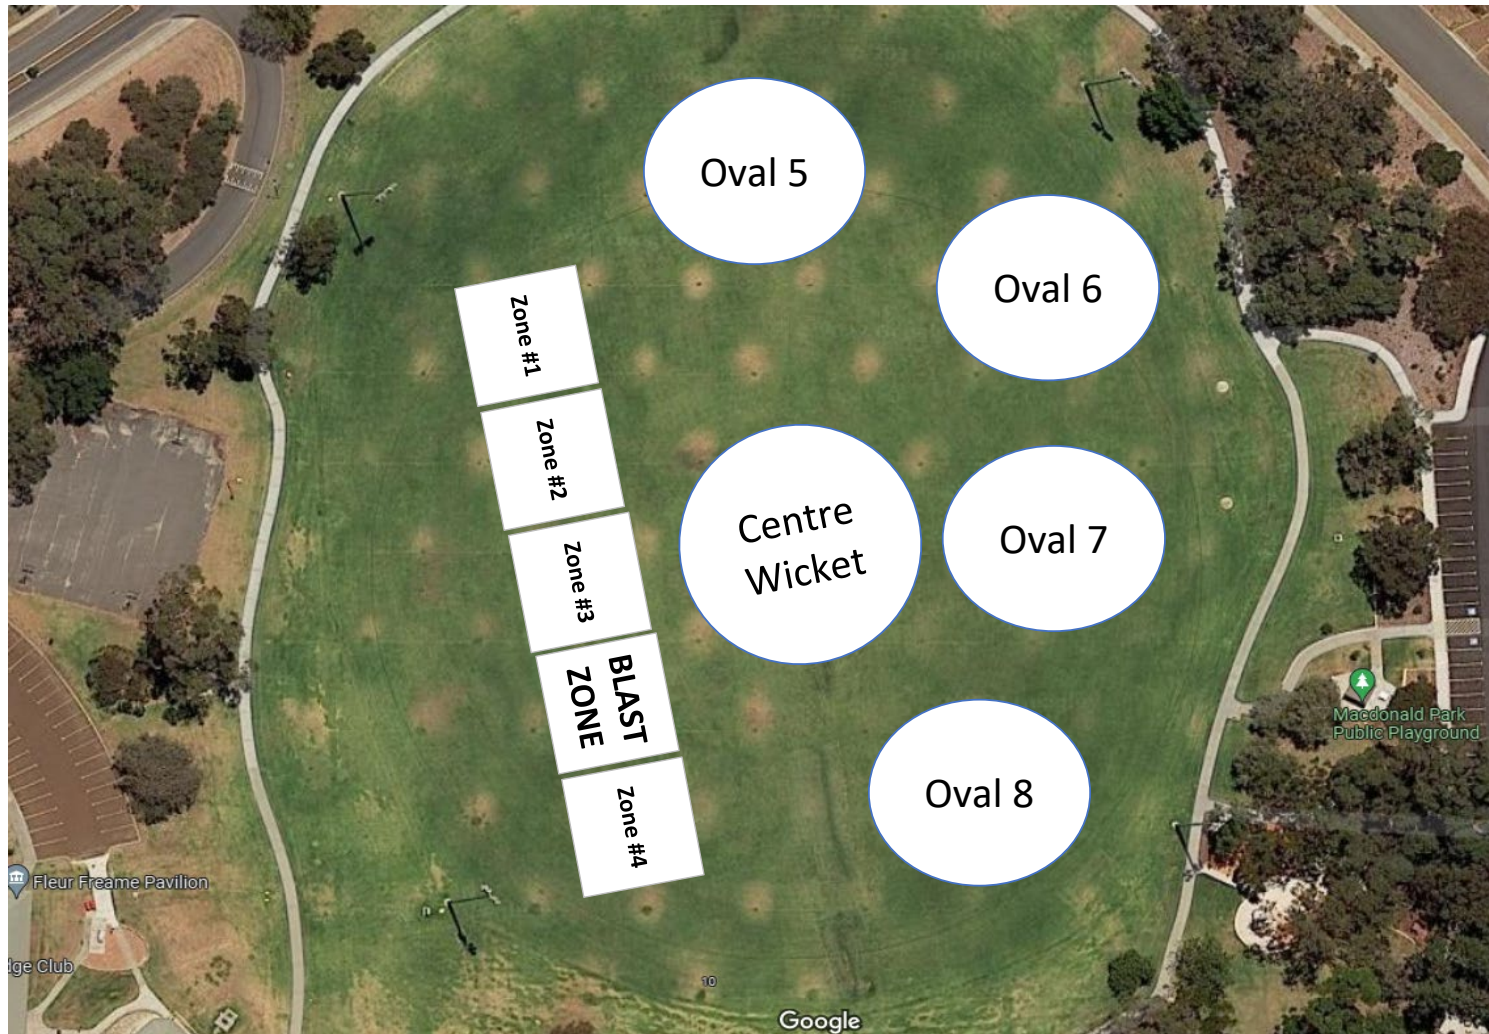 Oval 5
Oval 6
Zone #1
Zone #2
Centre
Wicket
Oval 7
Zone #3
BLAST
ZONE
Macdonald Park
Public Playground
Oval 8
Zone #4
Fleur Freame Pavilion
dge Club
10
Google